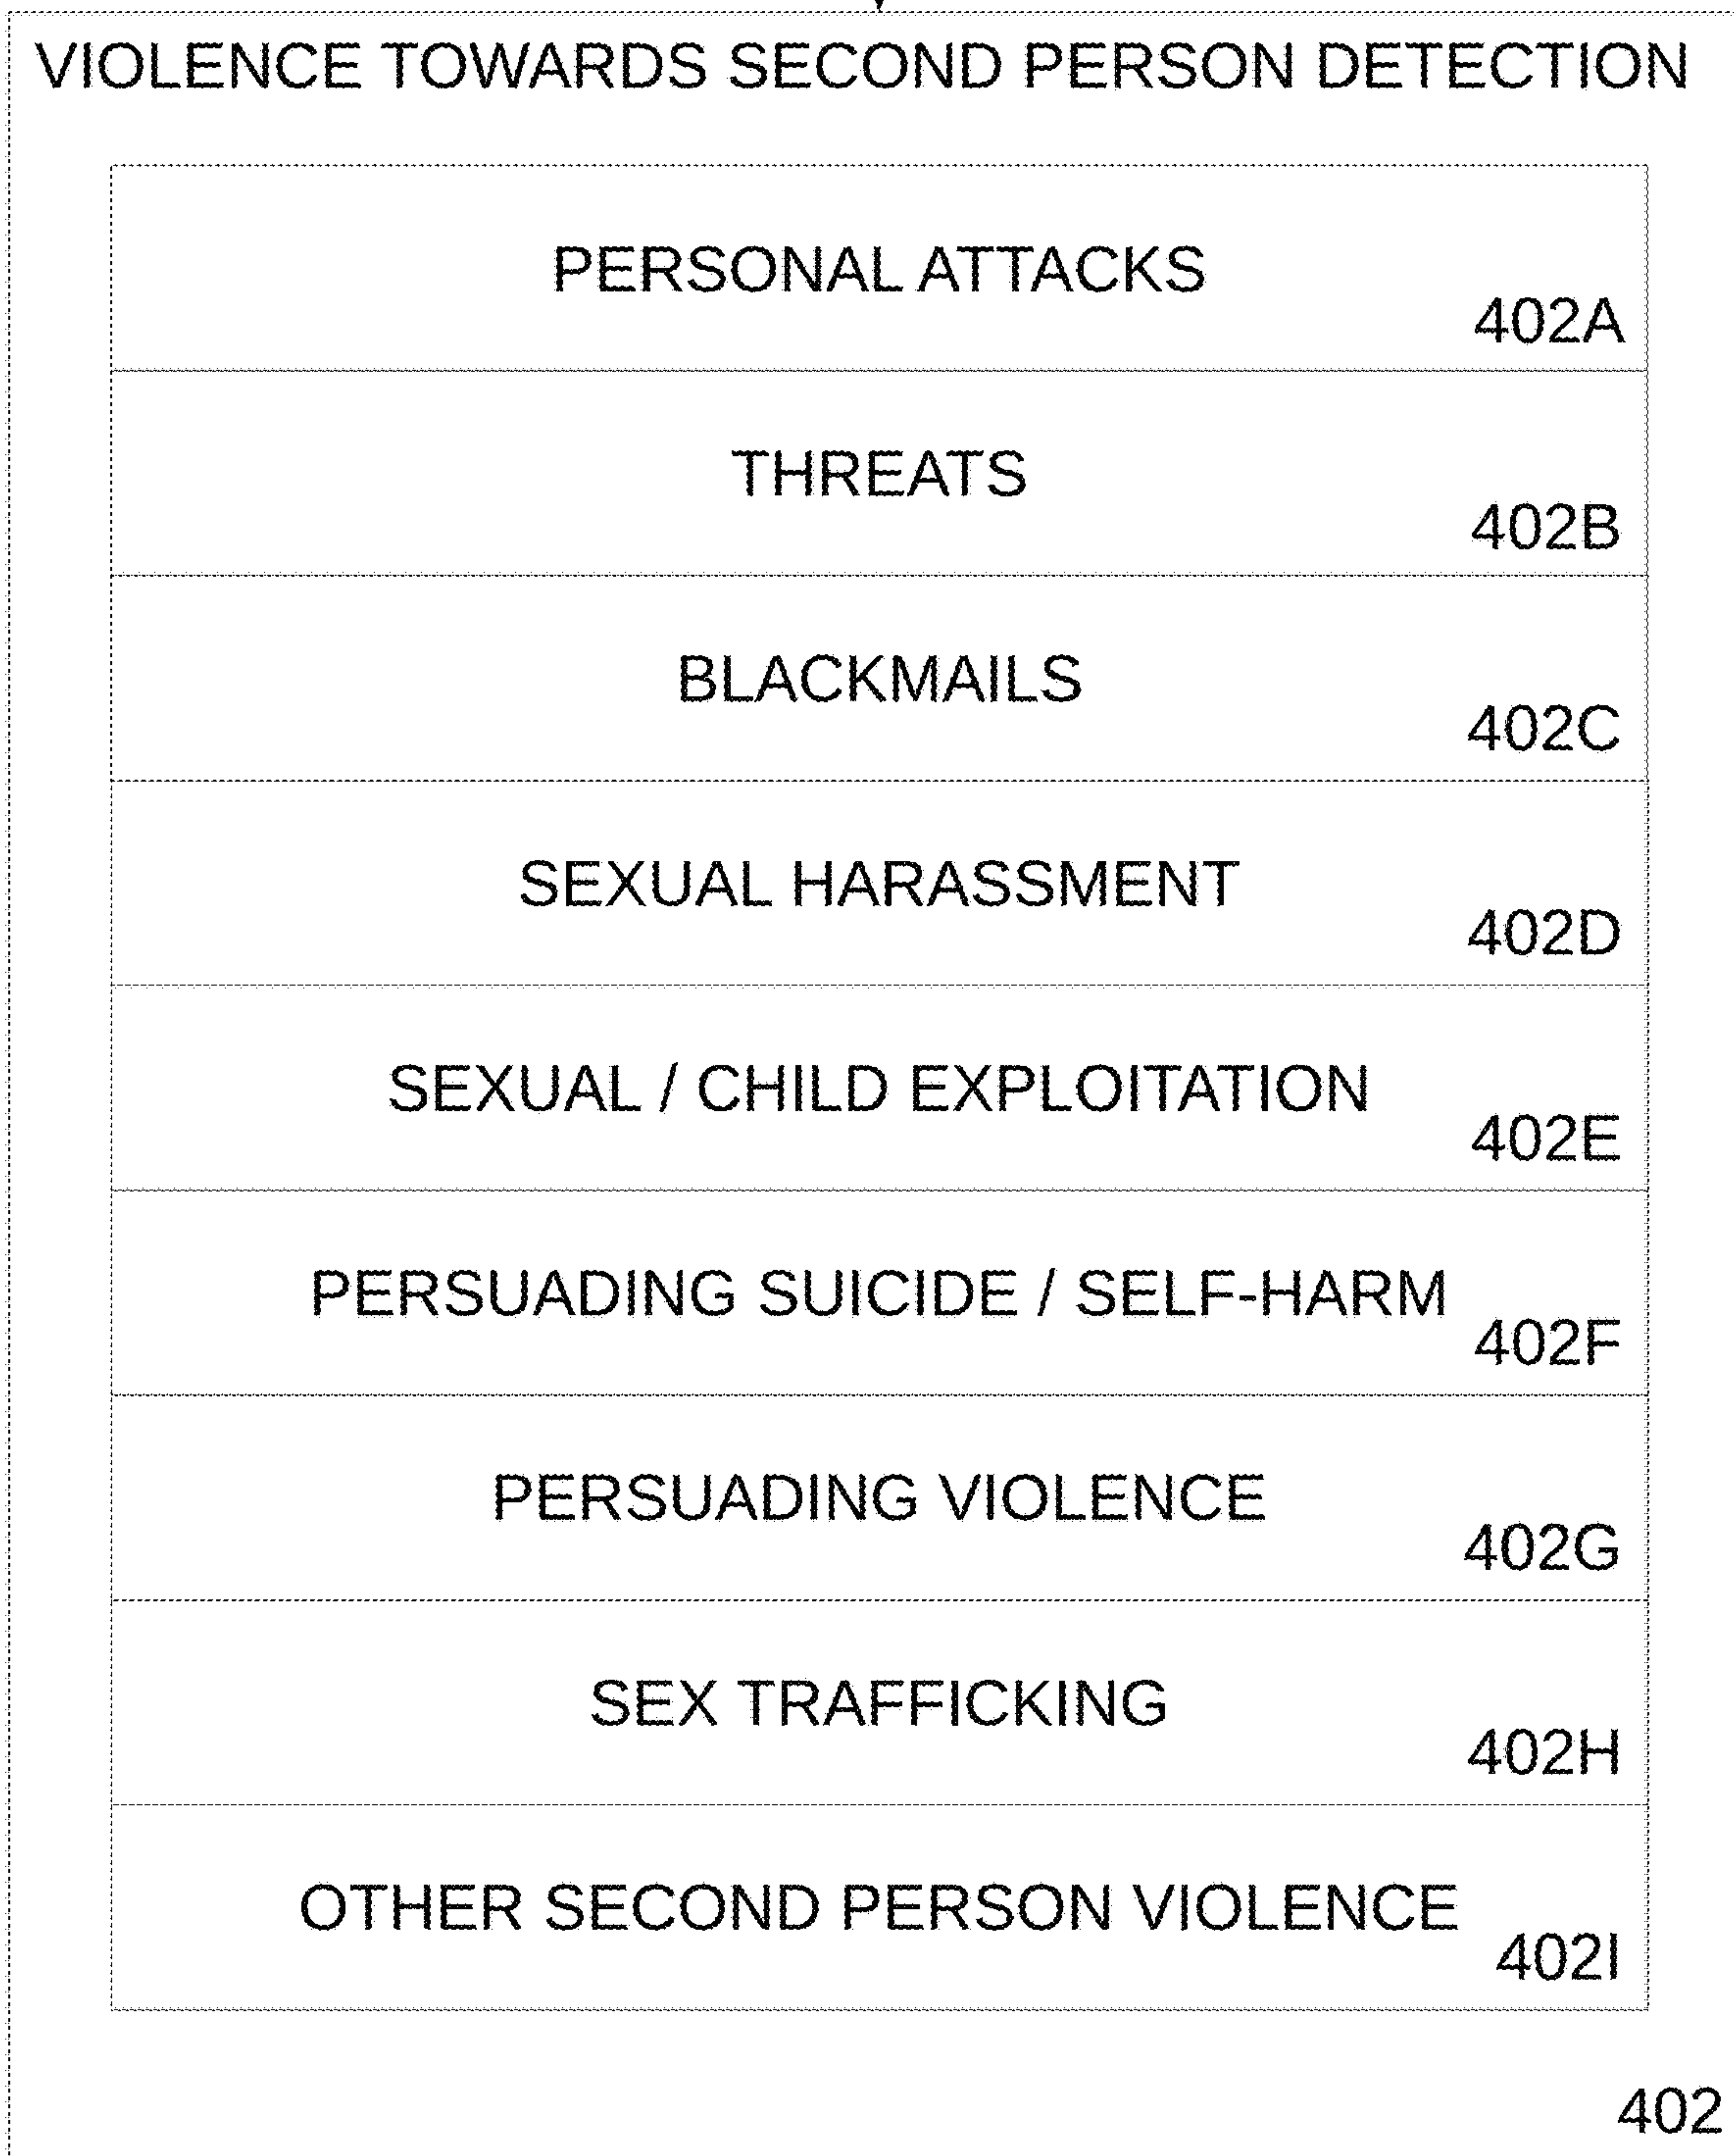 VIOLENCE TOWARDS SECOND PERSON DETECTION
PERSONAL ATTACKS
402A
THREATS
402B
BLACKMAILS
402C
SEXUAL HARASSMENT
402D
SEXUAL / CHILD EXPLOITATION
402E
PERSUADING SUICIDE / SELF-HARM
402F
PERSUADING VIOLENCE
402G
SEX TRAFFICKING
402H
OTHER SECOND PERSON VIOLENCE
402I
402